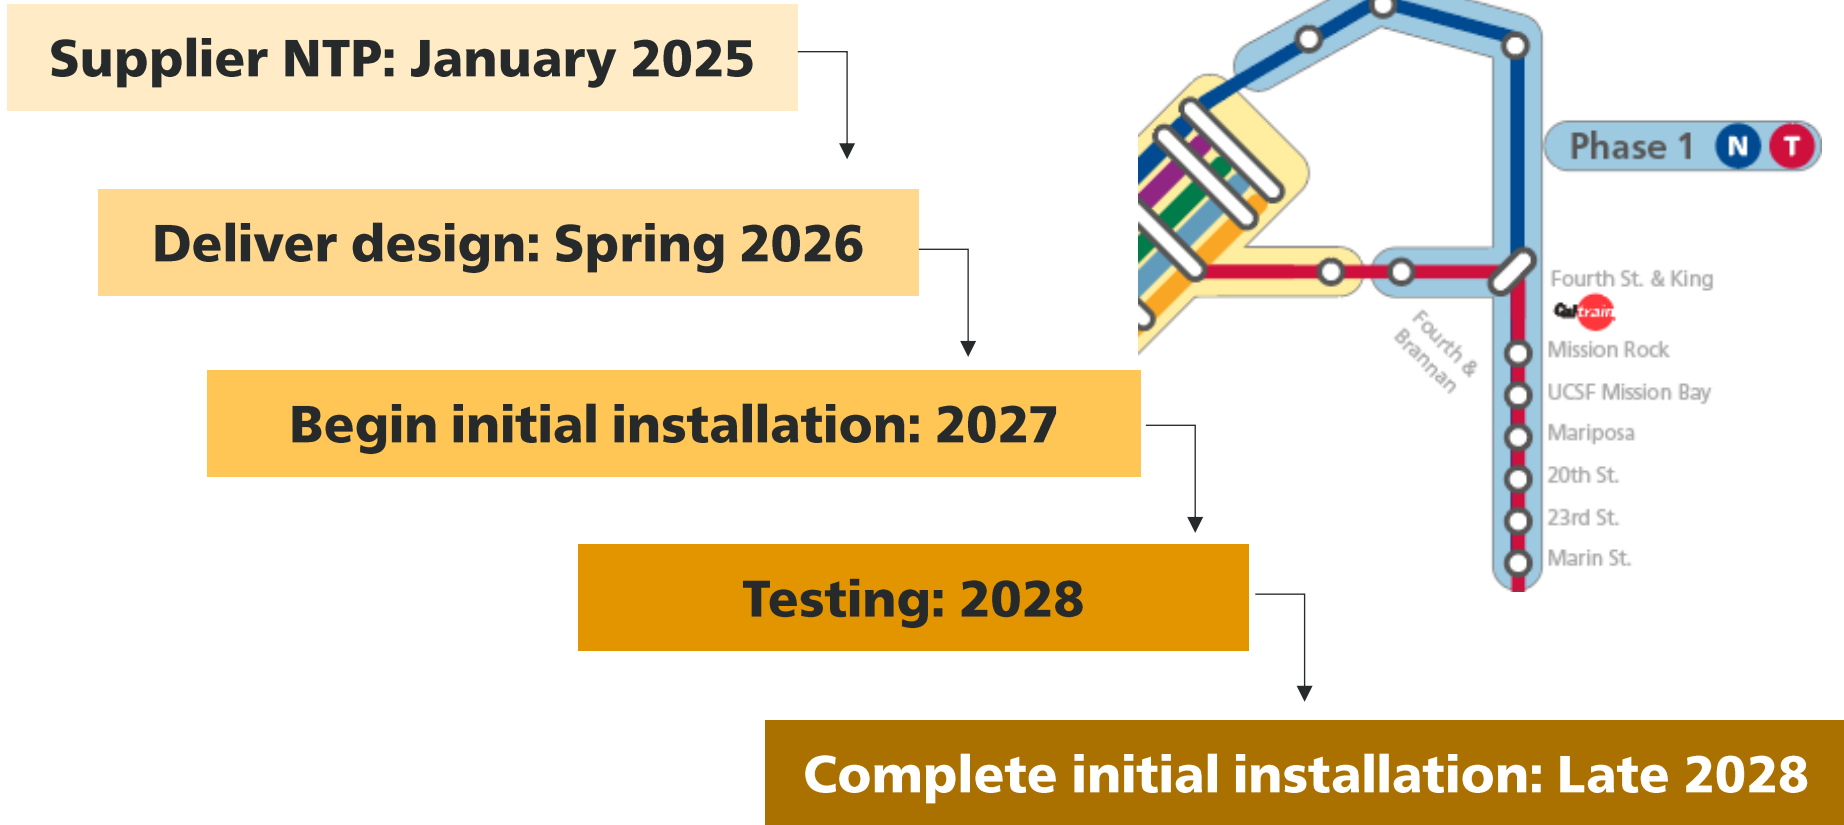 Supplier NTP: January 2025
Deliver design: Spring 2026
Begin initial installation: 2027
Testing: 2028
Complete initial installation: Late 2028
Phase 1 N T
Fourth St. & King
Caltrain
Fourth &
Brannan
Mission Rock
UCSF Mission Bay
Mariposa
20th St.
23rd St.
Marin St.